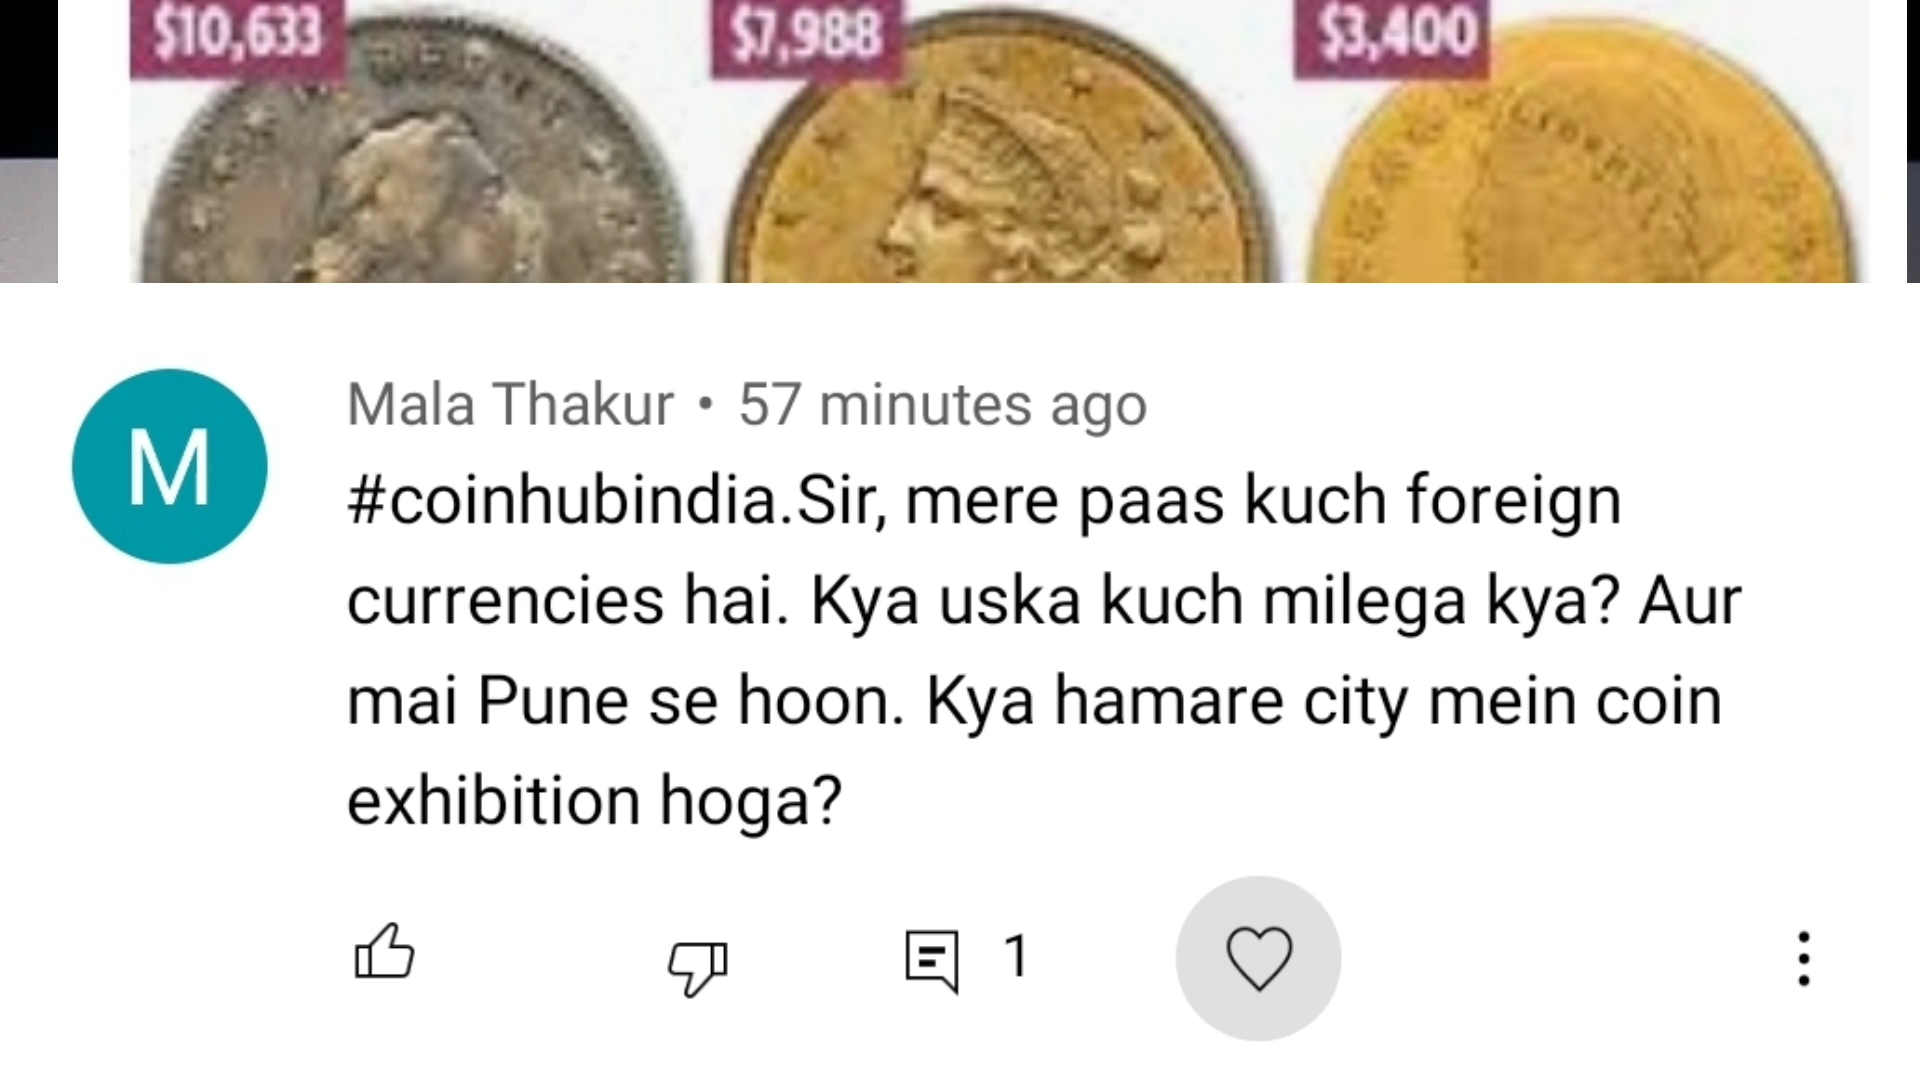 $10,633
$7,988
$3,400
M
Mala Thakur • 57 minutes ago
#coinhubindia.Sir, mere paas kuch foreign
currencies hai. Kya uska kuch milega kya? Aur
mai Pune se hoon. Kya hamare city mein coin
exhibition hoga?
1